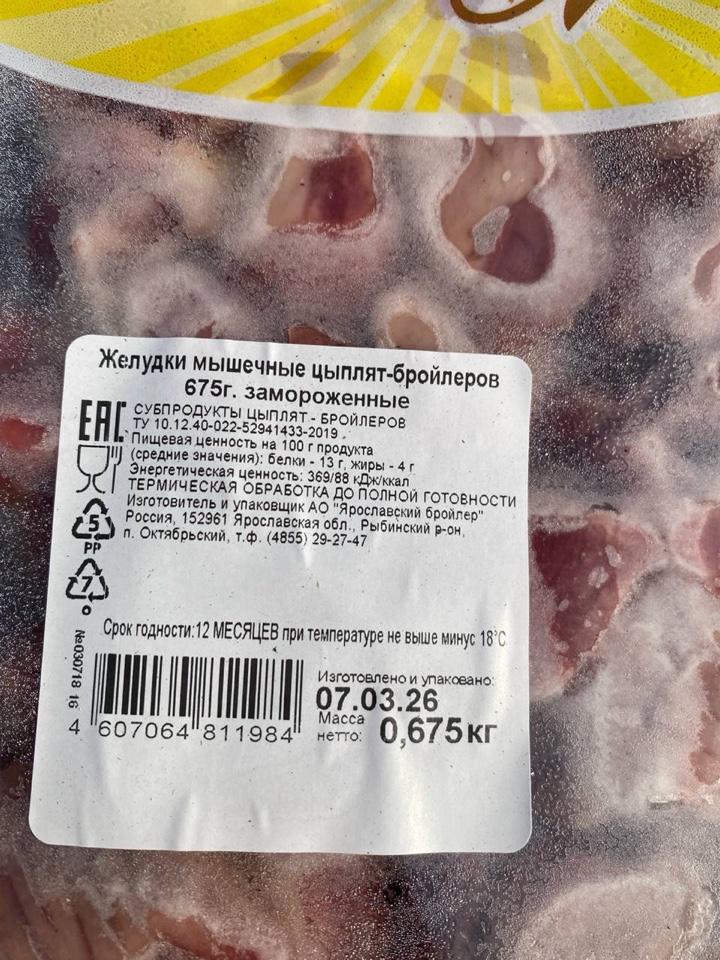 Желудки мышечные цыплят-бройлеров
675г. замороженные
ЕАС
СУБПРОДУКТЫ ЦЫПЛЯТ - БРОЙЛЕРОВ
ТУ 10.12.40-022-52941433-2019 .
Пищевая ценность на 100 г продукта
(средние значения): белки - 13 г, жиры - 4 г
Энергетическая ценность: 369/88 кДж/ккал
ТЕРМИЧЕСКАЯ ОБРАБОТКА ДО ПОЛНОЙ ГОТОВНОСТИ
Изготовитель и упаковщик АО "Ярославский бройлер"
Россия, 152961 Ярославская обл., Рыбинский р-он,
п. Октябрьский, т.ф. (4855) 29-27-47
5
PP
7
О
Срок годности:12 МЕСЯЦЕВ при температуре не выше минус 18°С
№030718 16
Изготовлено и упаковано:
07.03.26
Масса
нетто: 0,675кг
4 607064 811984